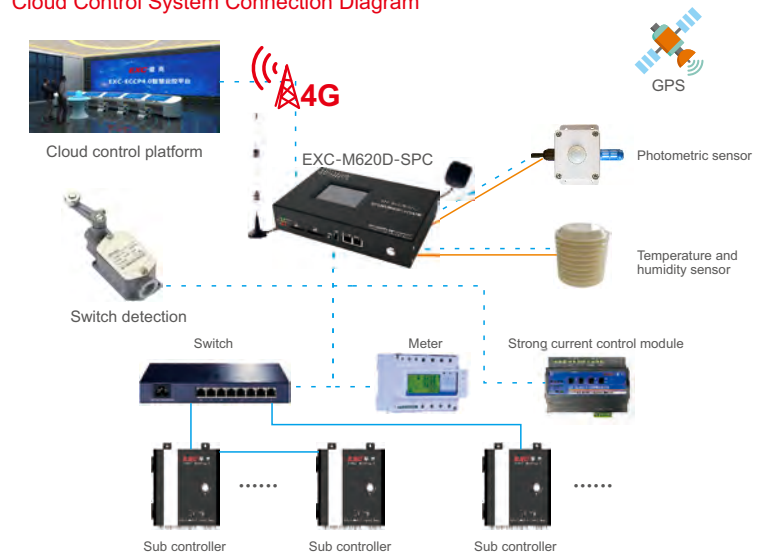 Cloud Control System Connection Diagram
4G
GPS
EXC-M620D-SPC
Cloud control platform
Photometric sensor
Temperature and
humidity sensor
Switch detection
Switch
Meter
Strong current control module
......
......
Sub controller
Sub controller
Sub controller